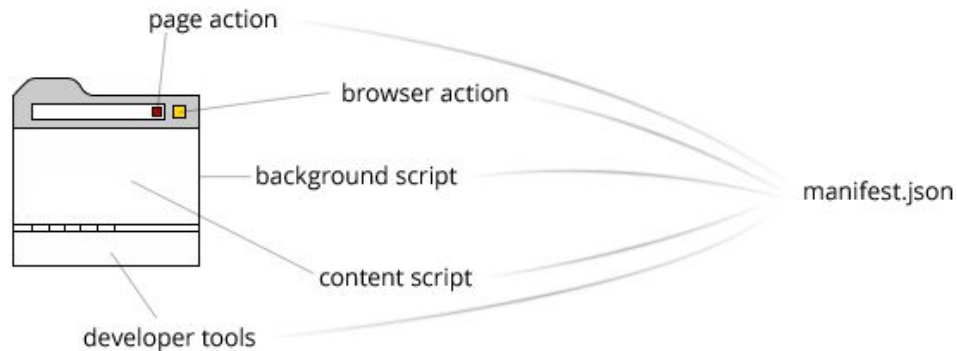 page action
browser action
background script
manifest.json
content script
developer tools